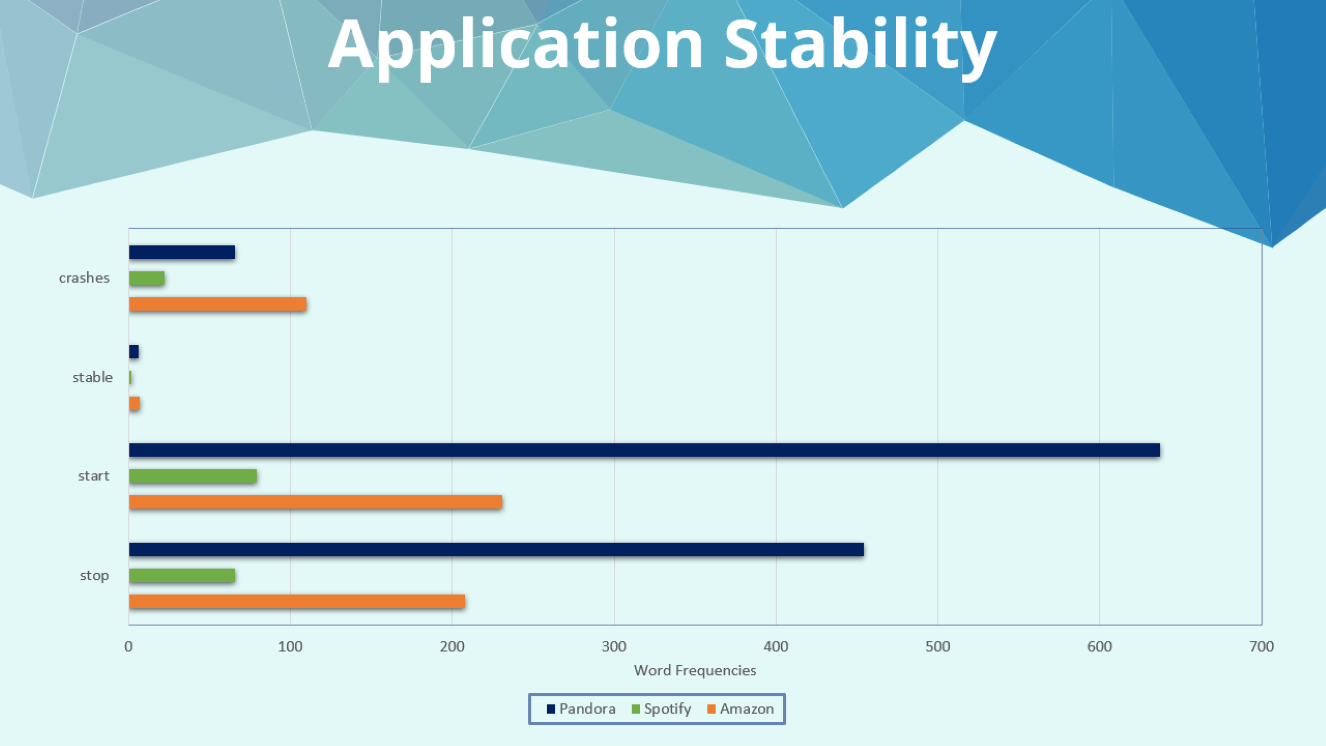 Application Stability
crashes
stable
start
stop
0 100 200 300 400 500 600 700
Word Frequencies
Pandora Spotify Amazon